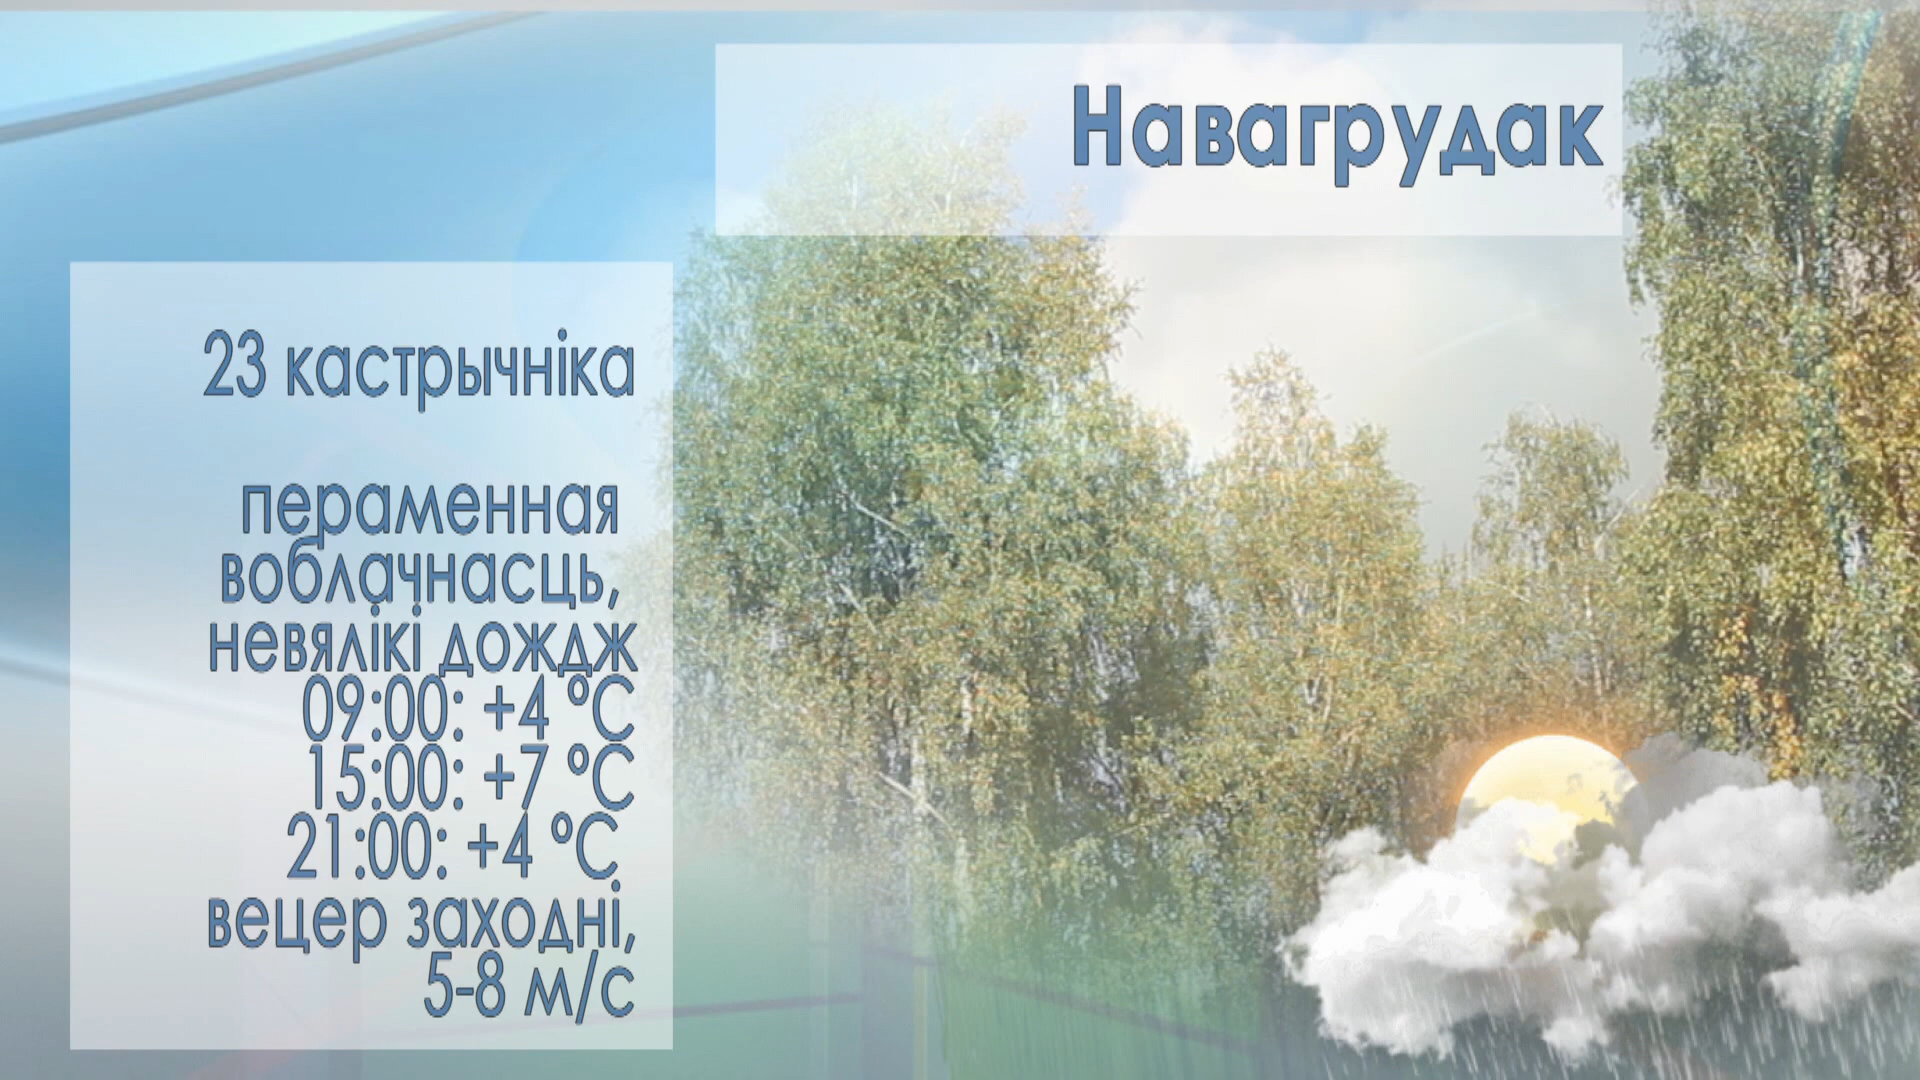 Навагрудак
23 кастрычніка
пераменная
воблачнасць,
невялікі дождж
09:00: +4 °C
15:00: +7 °C
21:00: +4 °C
вецер заходні,
5-8 м/с